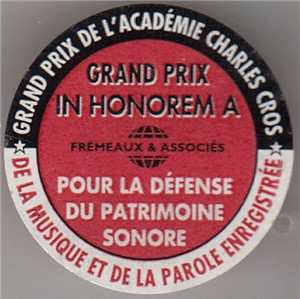 GRAND PRIX DE L'ACADÉMIE CHARLES CROS
GRAND PRIX
IN HONOREM A
FRÉMEAUX & ASSOCIÉS
POUR LA DÉFENSE
DU PATRIMOINE
SONORE
DE LA MUSIQUE ET DE LA PAROLE ENREGISTRÉE